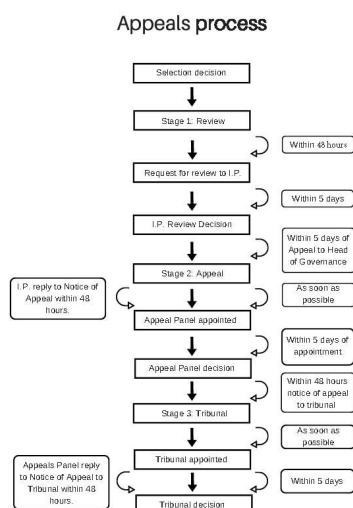 Appeals process
Selection decision
Stage 1: Review
Within 48 hours
Request for review to I.P.
Within 5 days
I.P. Review Decision
Within 5 days of
Appeal to Head
of Governance
Stage 2: Appeal
I.P. reply to Notice of
Appeal within 48
hours.
As soon as
possible
Appeal Panel appointed
Within 5 days of
appointment
Appeal Panel decision
Within 48 hours
notice of appeal
to tribunal
Stage 3: Tribunal
As soon as
possible
Tribunal appointed
Appeals Panel reply
to Notice of Appeal to
Tribunal within 48
hours.
Within 5 days
Tribunal decision